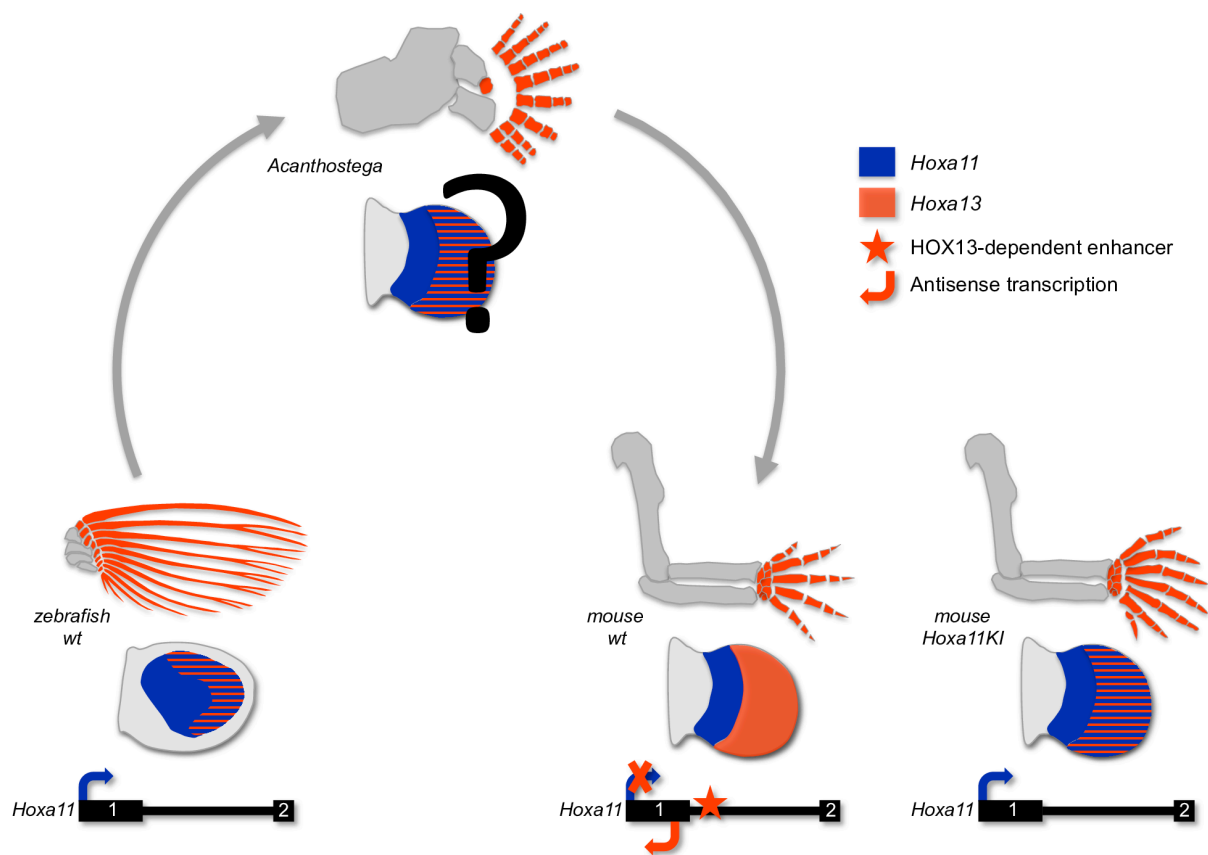 Acanthostega
?
Hoxa11
Hoxa13
HOX13-dependent enhancer
Antisense transcription
zebrafish
wt
mouse
wt
mouse
Hoxa11KI
Hoxa11 1 2
Hoxa11 1 2
Hoxa11 1 2